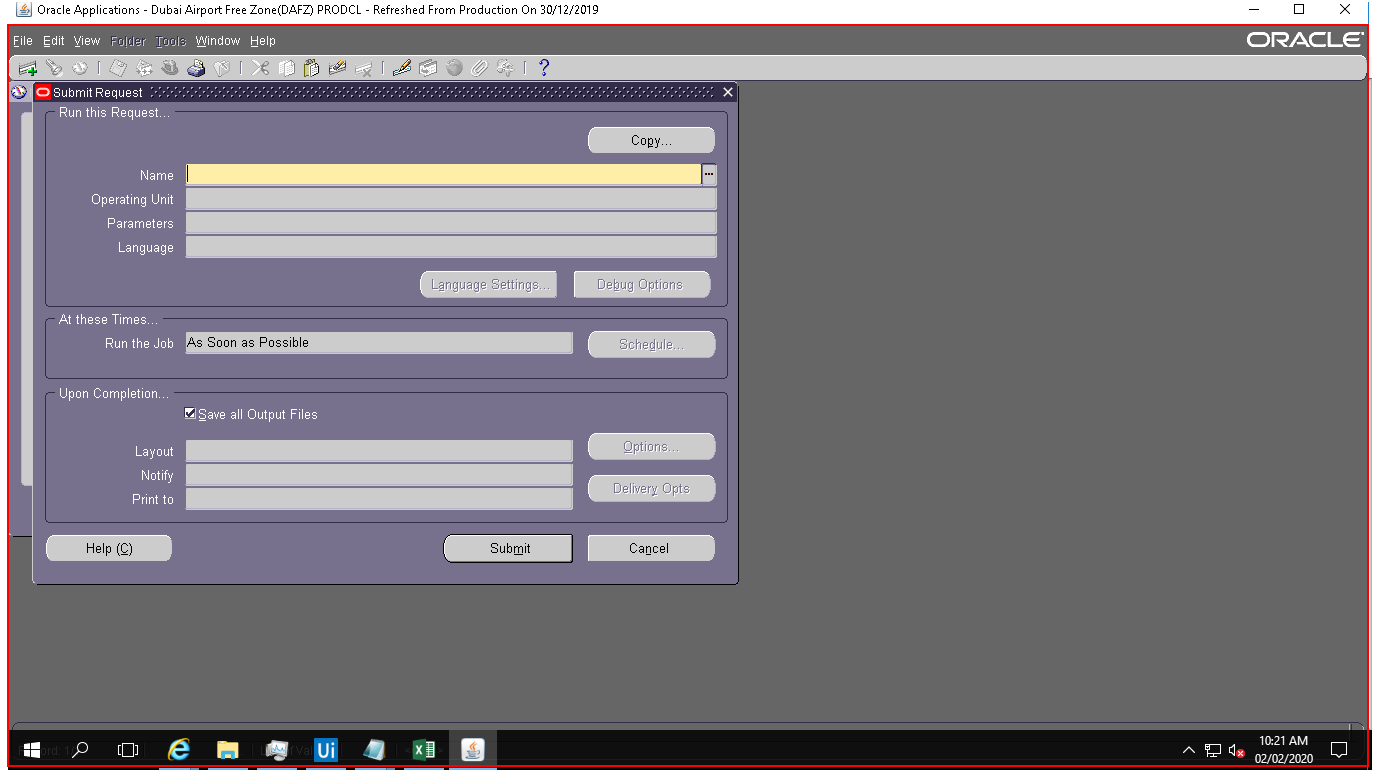 Oracle Applications - Dubai Airport Free Zone(DAFZ) PRODCL - Refreshed From Production On 30/12/2019
File Edit View Folder Tools Window Help
ORACLE
Submit Request
Run this Request...
Copy...
Name
Operating Unit
Parameters
Language
Language Settings... Debug Options
At these Times...
Run the Job As Soon as Possible Schedule...
Upon Completion...
Save all Output Files
Layout Options...
Notify
Delivery Opts
Print to
Help (C) Submit Cancel
Ui
10:21 AM
02/02/2020